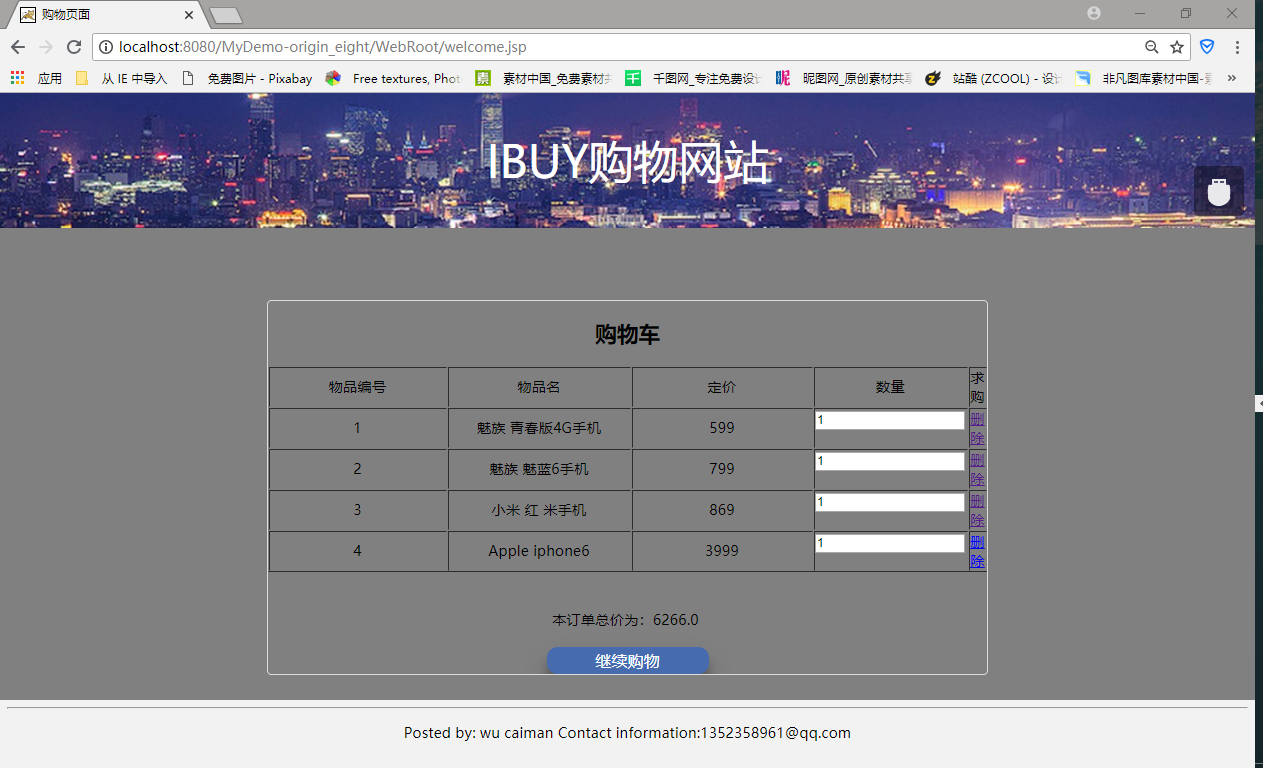 购物页面
localhost:8080/MyDemo-origin_eight/WebRoot/welcome.jsp
应用 从 IE 中导入 免费图片 - Pixabay Free textures, Phot 素材中国_免费素材 千图网_专注免费设计 昵图网_原创素材共享 站酷 (ZCOOL) - 设计 非凡图库素材中国- »
IBUY购物网站
购物车
物品编号 物品名 定价 数量 求购
1 魅族 青春版4G手机 599 1 删除
2 魅族 魅蓝6手机 799 1 删除
3 小米 红 米手机 869 1 删除
4 Apple iphone6 3999 1 删除
本订单总价为：6266.0
继续购物
Posted by: wu caiman Contact information:1352358961@qq.com